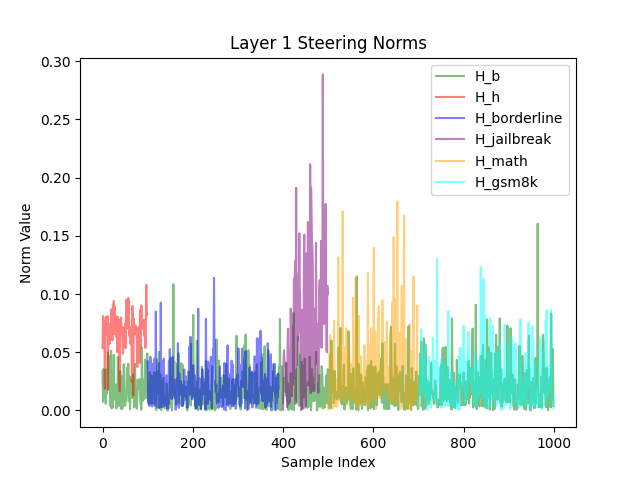 Layer 1 Steering Norms
0.30
0.25
0.20
0.15
0.10
0.05
0.00
Norm Value
0
200
400
600
800
1000
Sample Index
H_b
H_h
H_borderline
H_jailbreak
H_math
H_gsm8k